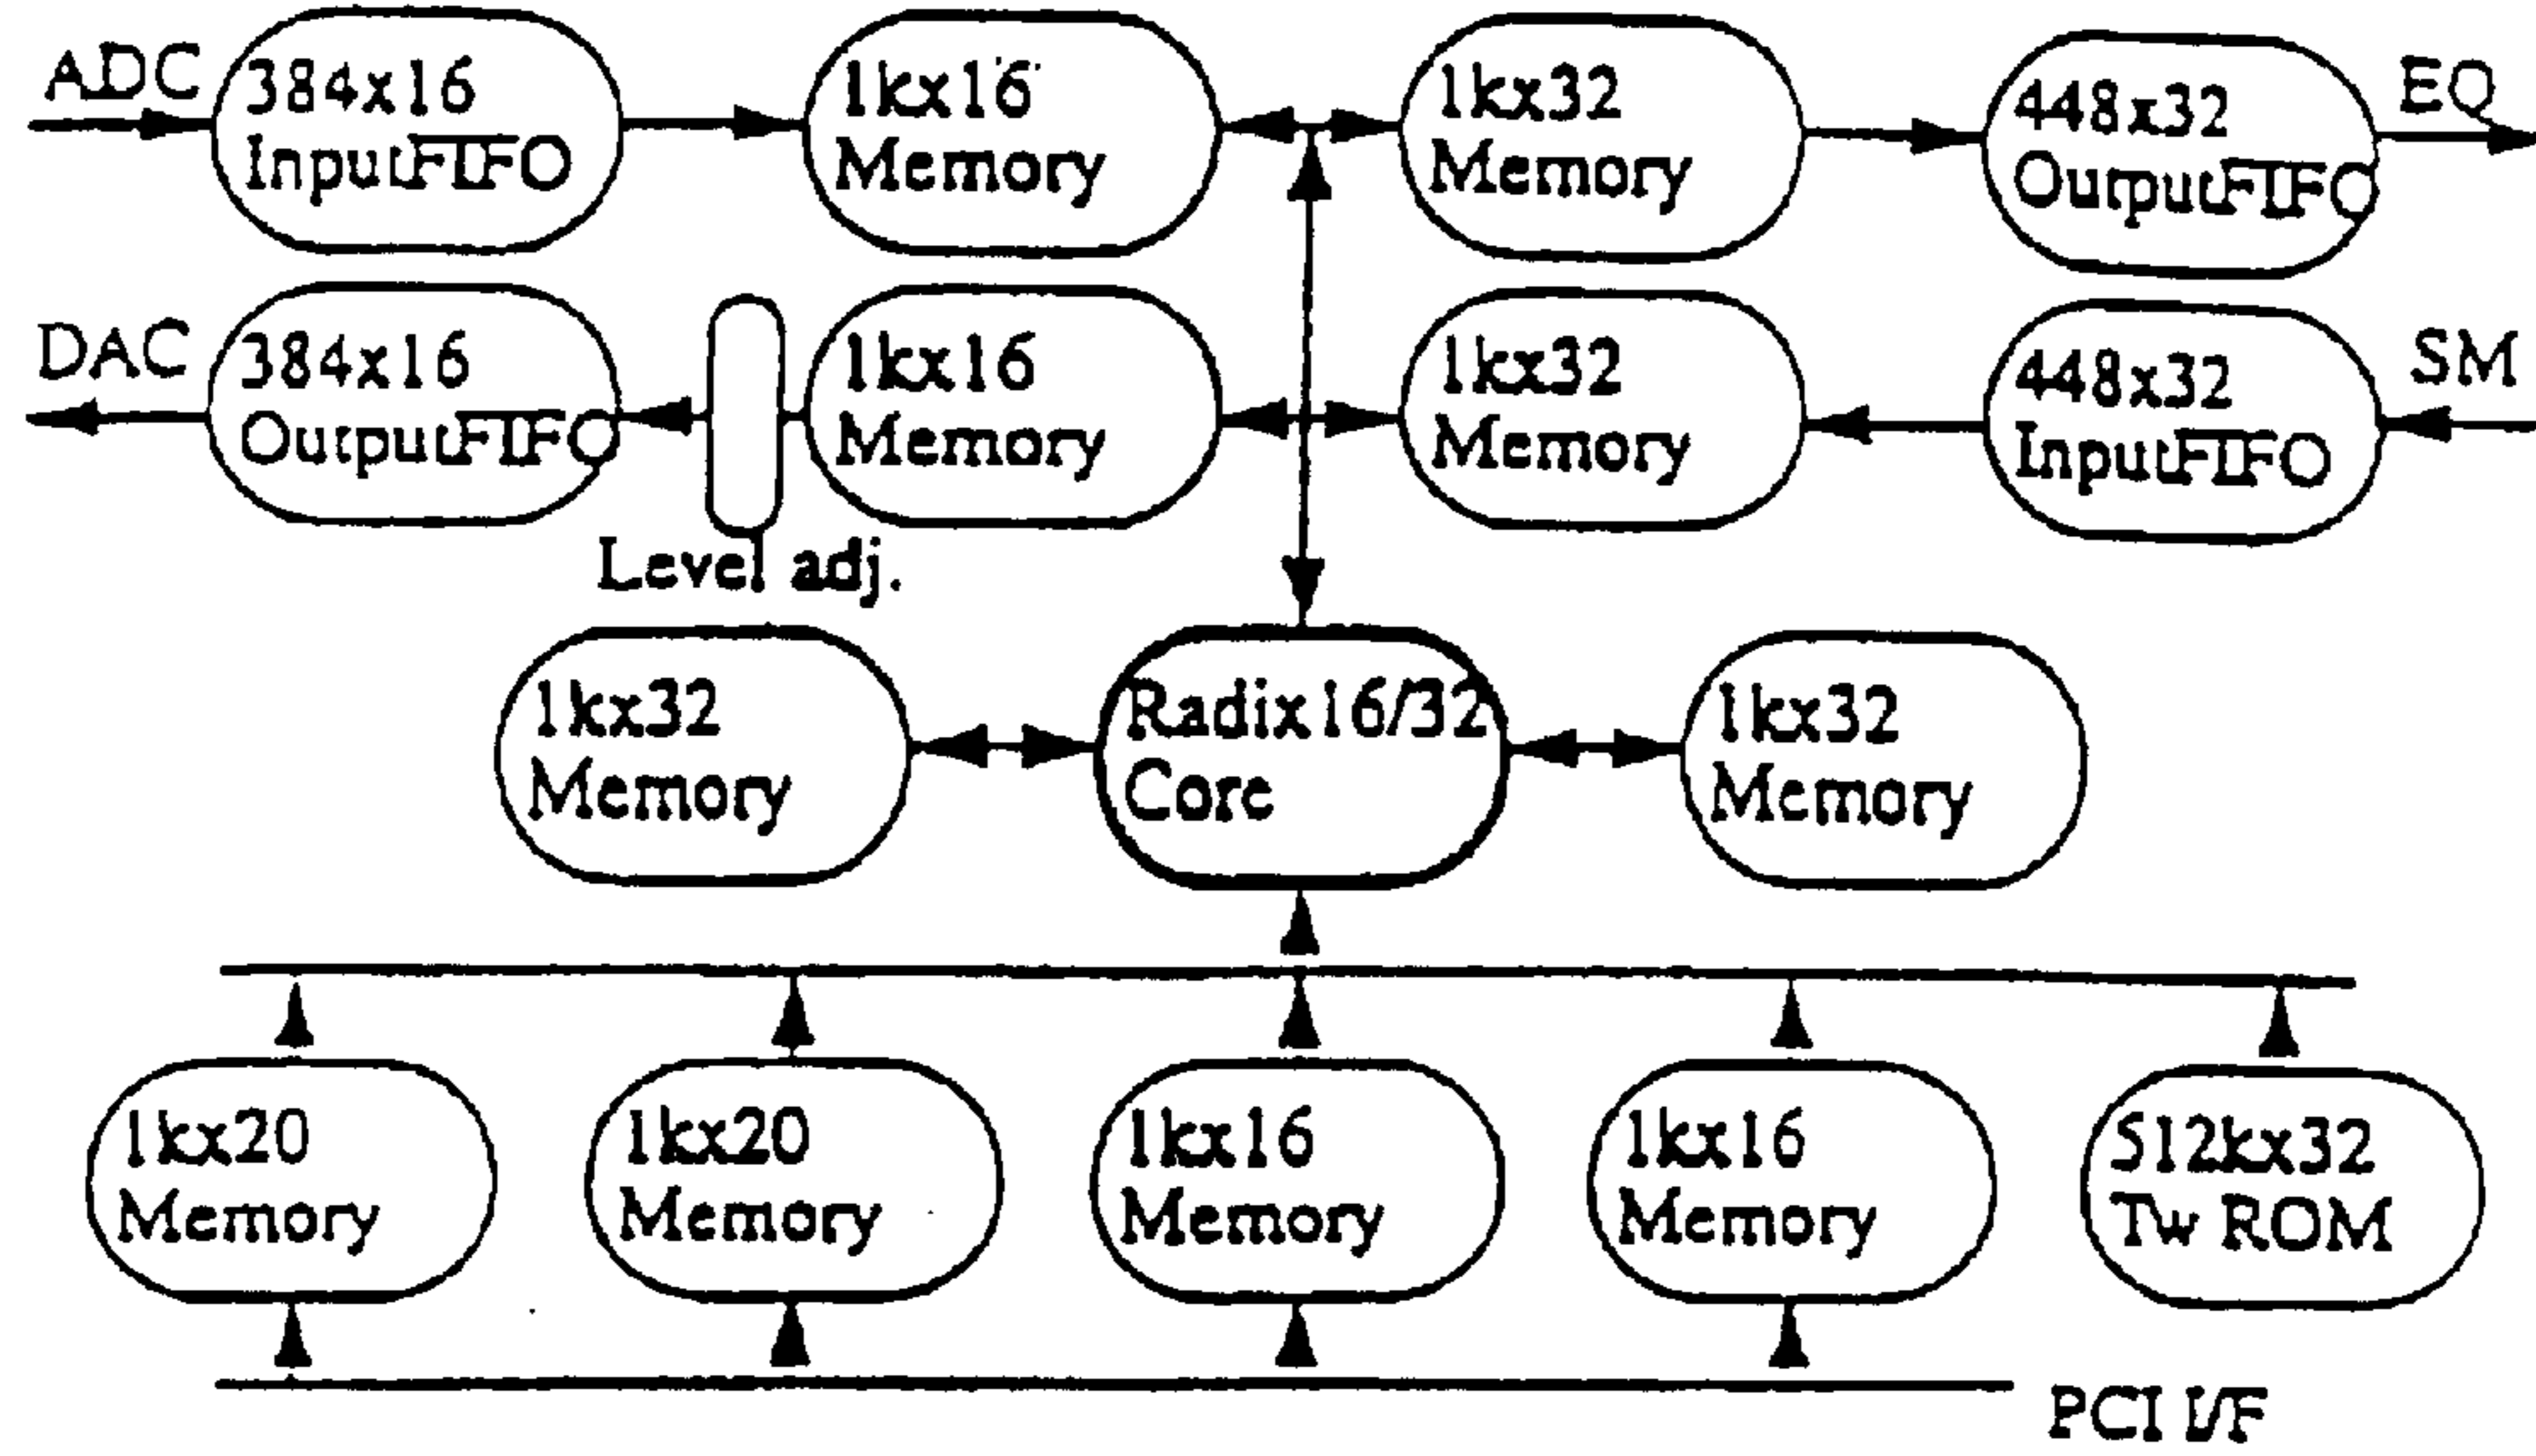 ADC
384x16
InputFIFO
1kx16
Memory
1kx32
Memory
448x32
OutputFIFO
EQ
DAC
384x16
OutputFIFO
Level adj.
1kx16
Memory
1kx32
Memory
448x32
InputFIFO
SM
1kx32
Memory
Radix16/32
Core
1kx32
Memory
1kx20
Memory
1kx20
Memory
1kx16
Memory
1kx16
Memory
512kx32
Tw ROM
PCI I/F